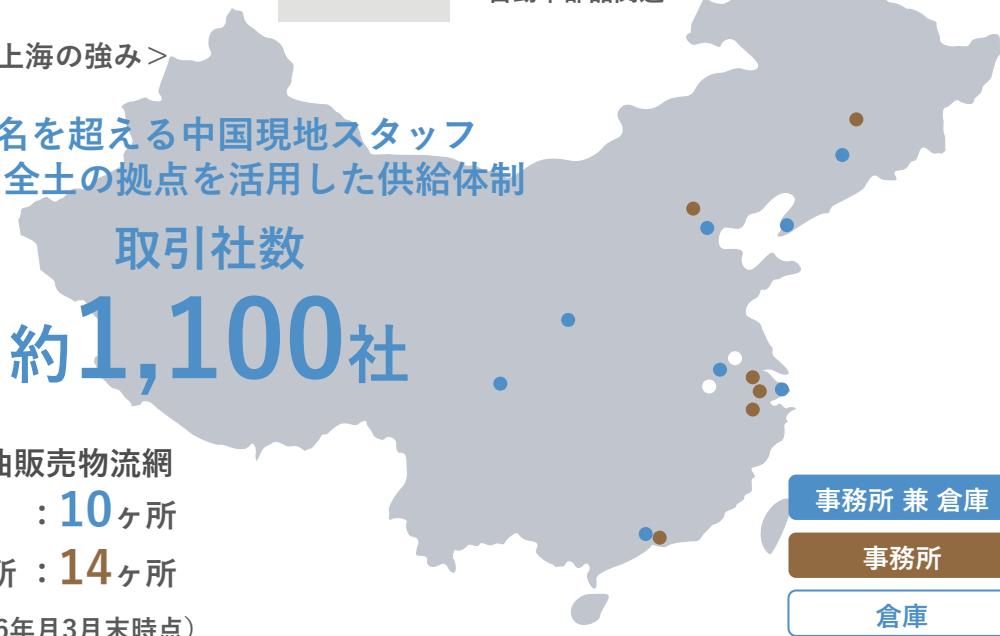 上海の強み＞
名を超える中国現地スタッフ
全土の拠点を活用した供給体制
取引社数
約1,100社
油販売物流網
：10ヶ所
所：14ヶ所
6年月3月末時点）
事務所 兼 倉庫
事務所
倉庫